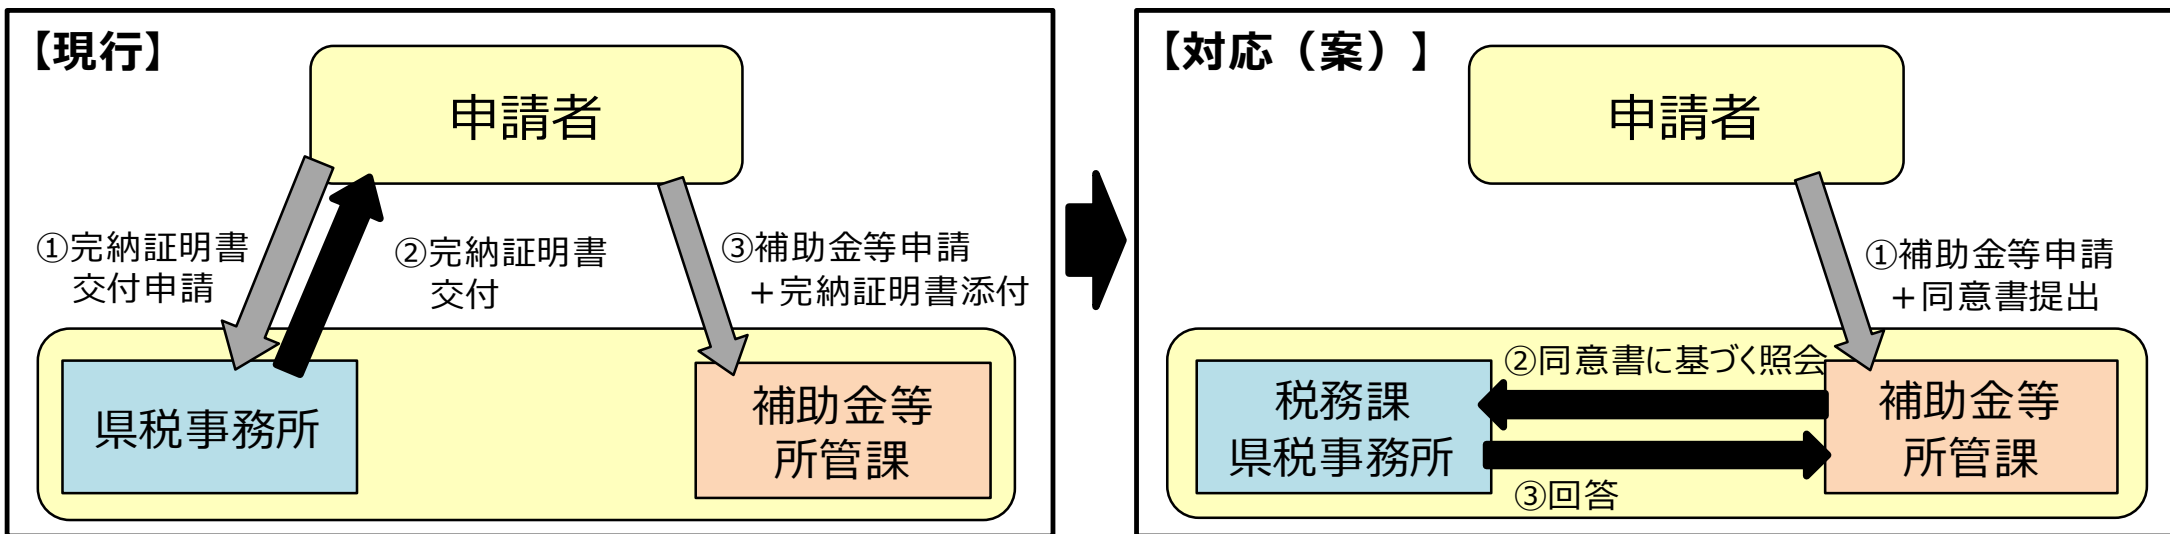 【現行】
申請者
①完納証明書
交付申請
②完納証明書
交付
③補助金等申請
＋完納証明書添付
県税事務所
補助金等
所管課
【対応（案）】
申請者
①補助金等申請
＋同意書提出
②同意書に基づく照会
税務課
県税事務所
補助金等
所管課
③回答